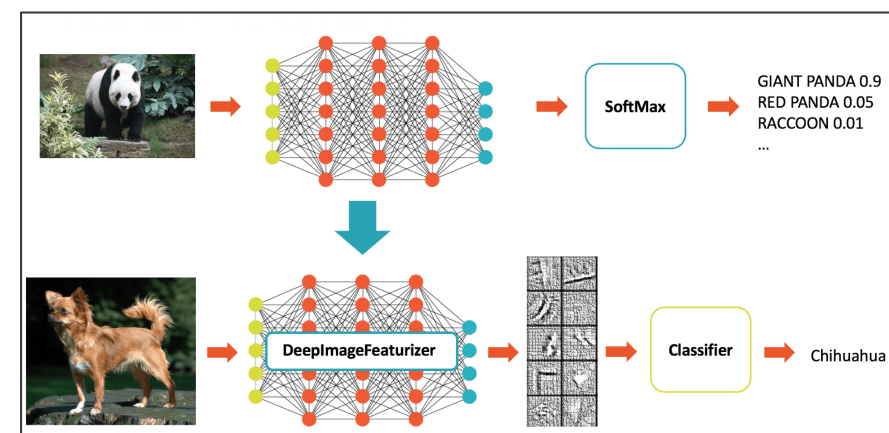 SoftMax
GIANT PANDA 0.9
RED PANDA 0.05
RACCOON 0.01
...
DeepImageFeaturizer
Classifier
Chihuahua